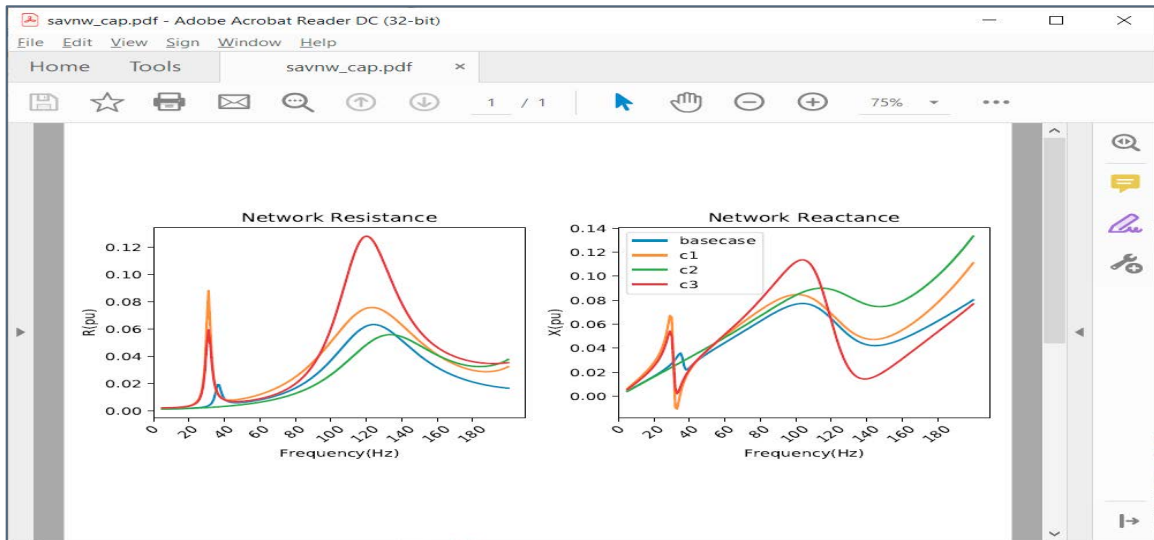 savnw_cap.pdf - Adobe Acrobat Reader DC (32-bit)
File Edit View Sign Window Help
Home Tools savnw_cap.pdf ×
1 / 1 75%
Network Resistance
0.12
0.10
0.08
0.06
0.04
0.02
0.00
R(pu)
0 20 40 60 80 100 120 140 160 180
Frequency(Hz)
Network Reactance
0.14
0.12
0.10
0.08
0.06
0.04
0.02
0.00
X(pu)
basecase
c1
c2
c3
0 20 40 60 80 100 120 140 160 180
Frequency(Hz)